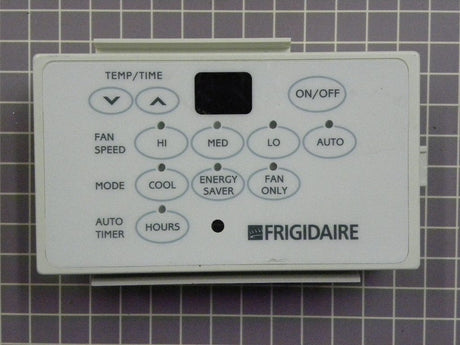 TEMP/TIME
ON/OFF
FAN
SPEED
HI
MED
LO
AUTO
MODE
COOL
ENERGY
SAVER
FAN
ONLY
AUTO
TIMER
HOURS
FRIGIDAIRE